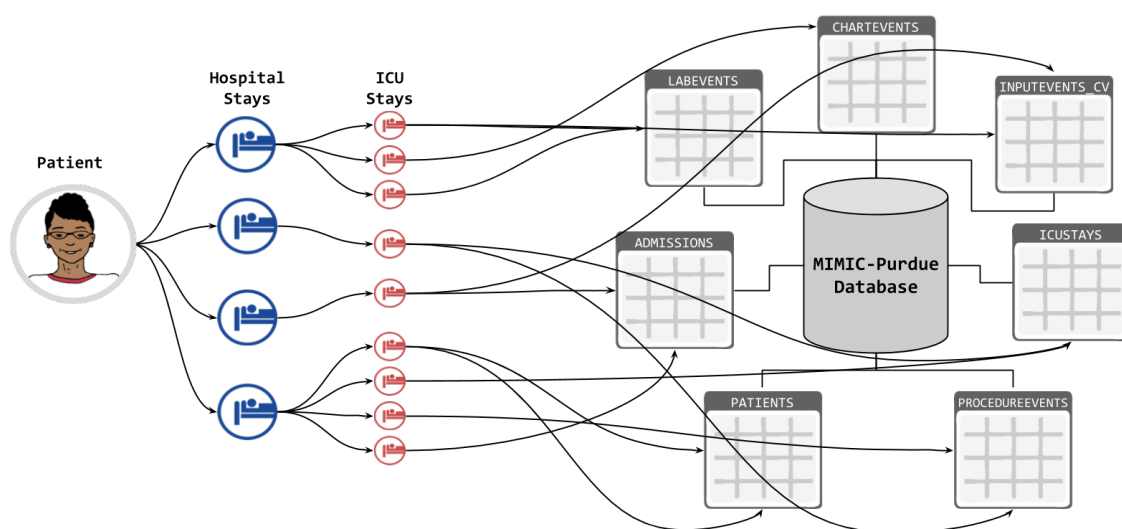 Patient
Hospital
Stays
ICU
Stays
CHARTEVENTS
LABEVENTS
INPUTEVENTS_CV
ADMISSIONS
ICUSTAYS
MIMIC-Purdue
Database
PATIENTS
PROCEDUREEVENTS